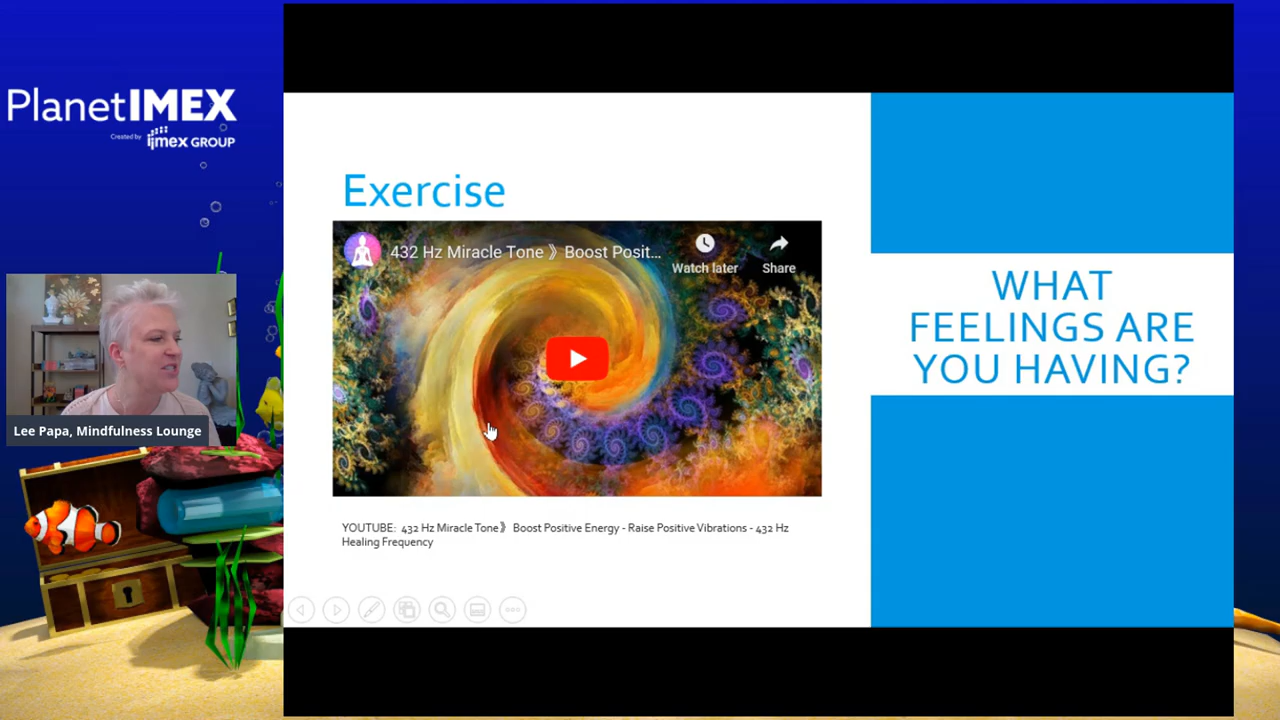 PlanetIMEX
Created by imex GROUP
Lee Papa, Mindfulness Lounge
Exercise
432 Hz Miracle Tone 》 Boost Posit...
Watch later
Share
YOUTUBE: 432 Hz Miracle Tone》 Boost Positive Energy - Raise Positive Vibrations - 432 Hz
Healing Frequency
WHAT
FEELINGS ARE
YOU HAVING?